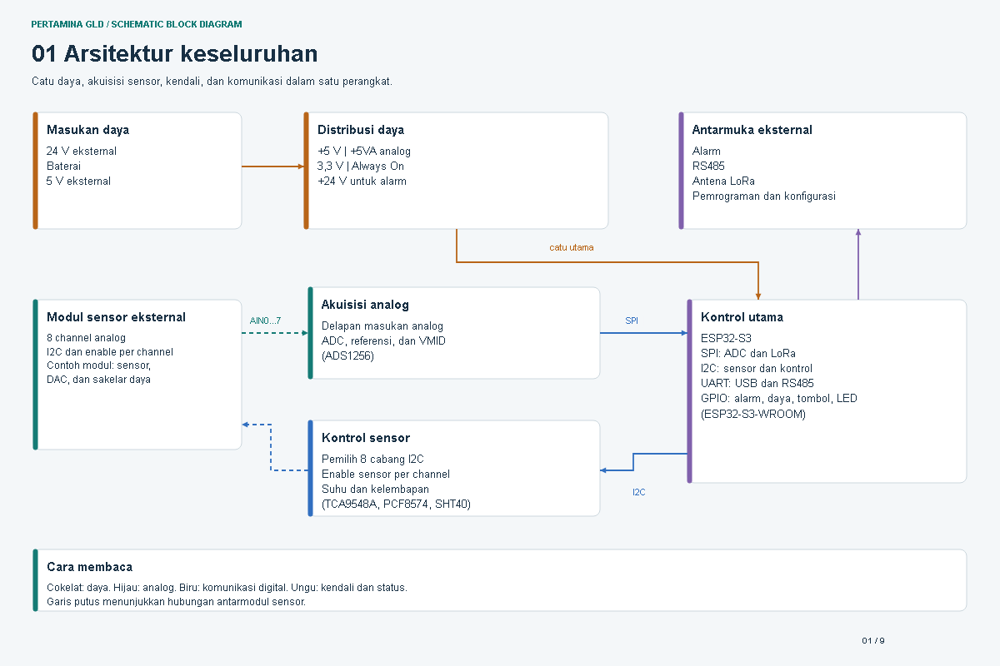 PERTAMINA GLD / SCHEMATIC BLOCK DIAGRAM
01 Arsitektur keseluruhan
Catu daya, akuisisi sensor, kendali, dan komunikasi dalam satu perangkat.
Masukan daya
24 V eksternal
Baterai
5 V eksternal
Distribusi daya
+5 V | +5VA analog
3,3 V | Always On
+24 V untuk alarm
Antarmuka eksternal
Alarm
RS485
Antena LoRa
Pemrograman dan konfigurasi
catu utama
Modul sensor eksternal
8 channel analog
I2C dan enable per channel
Contoh modul: sensor,
DAC, dan sakelar daya
AIN0...7
Akuisisi analog
Delapan masukan analog
ADC, referensi, dan VMID
(ADS1256)
SPI
Kontrol utama
ESP32-S3
SPI: ADC dan LoRa
I2C: sensor dan kontrol
UART: USB dan RS485
GPIO: alarm, daya, tombol, LED
(ESP32-S3-WROOM)
Kontrol sensor
Pemilih 8 cabang I2C
Enable sensor per channel
Suhu dan kelembapan
(TCA9548A, PCF8574, SHT40)
I2C
Cara membaca
Cokelat: daya. Hijau: analog. Biru: komunikasi digital. Ungu: kendali dan status.
Garis putus menunjukkan hubungan antarmodul sensor.
01 / 9